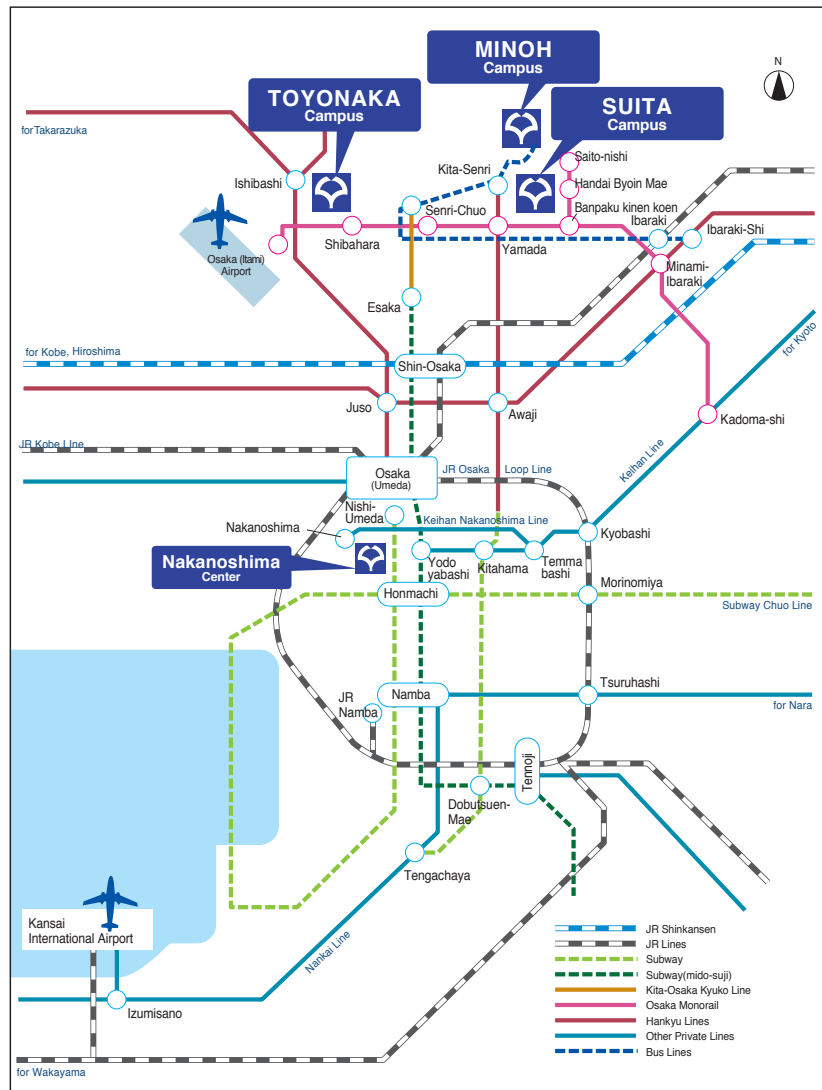 MINOH
Campus
N
TOYONAKA
Campus
SUITA
Campus
for Takarazuka
Saito-nishi
Kita-Senri
Handai Byoin Mae
Ishibashi
Senri-Chuo
Banpaku kinen koen
Ibaraki
Ibaraki-Shi
Shibahara
Yamada
Osaka (Itami)
Airport
Minami-
Ibaraki
Esaka
for Kobe, Hiroshima
for Kyoto
Shin-Osaka
Juso
Awaji
Kadoma-shi
JR Kobe LIne
Keihan Line
Osaka
(Umeda)
JR Osaka
Loop Line
Nishi-
Umeda
Nakanoshima
Keihan Nakanoshima Line
Kyobashi
Nakanoshima
Center
Yodo
yabashi
Kitahama
Temma
bashi
Honmachi
Morinomiya
Subway Chuo Line
JR
Namba
Namba
Tsuruhashi
for Nara
Tennoji
Dobutsuen-
Mae
Tengachaya
Kansai
International Airport
Nankai Line
Izumisano
JR Shinkansen
JR Lines
Subway
Subway(mido-suji)
Kita-Osaka Kyuko Line
Osaka Monorail
Hankyu Lines
Other Private Lines
Bus Lines
for Wakayama